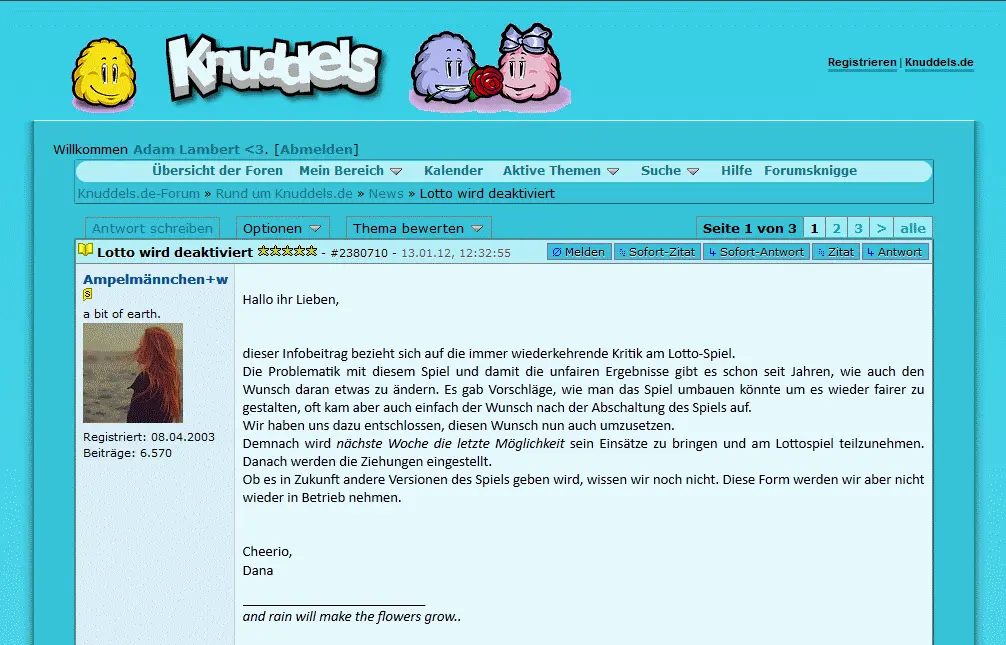 Knuddels
Registrieren | Knuddels.de
Willkommen Adam Lambert <3. [Abmelden]
Übersicht der Foren Mein Bereich Kalender Aktive Themen Suche Hilfe Forumsknigge
Knuddels.de-Forum » Rund um Knuddels.de » News » Lotto wird deaktiviert
Antwort schreiben Optionen Thema bewerten Seite 1 von 3 1 2 3 > alle
Lotto wird deaktiviert - #2380710 - 13.01.12, 12:32:55 Melden Sofort-Zitat Sofort-Antwort Zitat Antwort
Ampelmännchen+w
S
a bit of earth.
Registriert: 08.04.2003
Beiträge: 6.570
Hallo ihr Lieben,
dieser Infobeitrag bezieht sich auf die immer wiederkehrende Kritik am Lotto-Spiel.
Die Problematik mit diesem Spiel und damit die unfairen Ergebnisse gibt es schon seit Jahren, wie auch den
Wunsch daran etwas zu ändern. Es gab Vorschläge, wie man das Spiel umbauen könnte um es wieder fairer zu
gestalten, oft kam aber auch einfach der Wunsch nach der Abschaltung des Spiels auf.
Wir haben uns dazu entschlossen, diesen Wunsch nun auch umzusetzen.
Demnach wird nächste Woche die letzte Möglichkeit sein Einsätze zu bringen und am Lottospiel teilzunehmen.
Danach werden die Ziehungen eingestellt.
Ob es in Zukunft andere Versionen des Spiels geben wird, wissen wir noch nicht. Diese Form werden wir aber nicht
wieder in Betrieb nehmen.
Cheerio,
Dana
and rain will make the flowers grow..